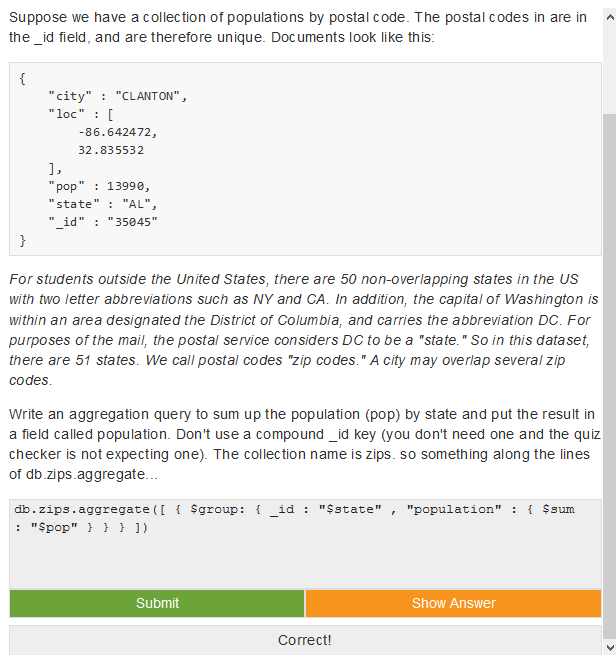 Suppose we have a collection of populations by postal code. The postal codes in are in
the _id field, and are therefore unique. Documents look like this:
{
"city" : "CLANTON",
"loc" : [
-86.642472,
32.835532
],
"pop" : 13990,
"state" : "AL",
"_id" : "35045"
}
For students outside the United States, there are 50 non-overlapping states in the US
with two letter abbreviations such as NY and CA. In addition, the capital of Washington is
within an area designated the District of Columbia, and carries the abbreviation DC. For
purposes of the mail, the postal service considers DC to be a "state." So in this dataset,
there are 51 states. We call postal codes "zip codes." A city may overlap several zip
codes.
Write an aggregation query to sum up the population (pop) by state and put the result in
a field called population. Don't use a compound _id key (you don't need one and the quiz
checker is not expecting one). The collection name is zips. so something along the lines
of db.zips.aggregate...
db.zips.aggregate([ { $group: { _id : "$state" , "population" : { $sum
: "$pop" } } } ])
Submit
Show Answer
Correct!